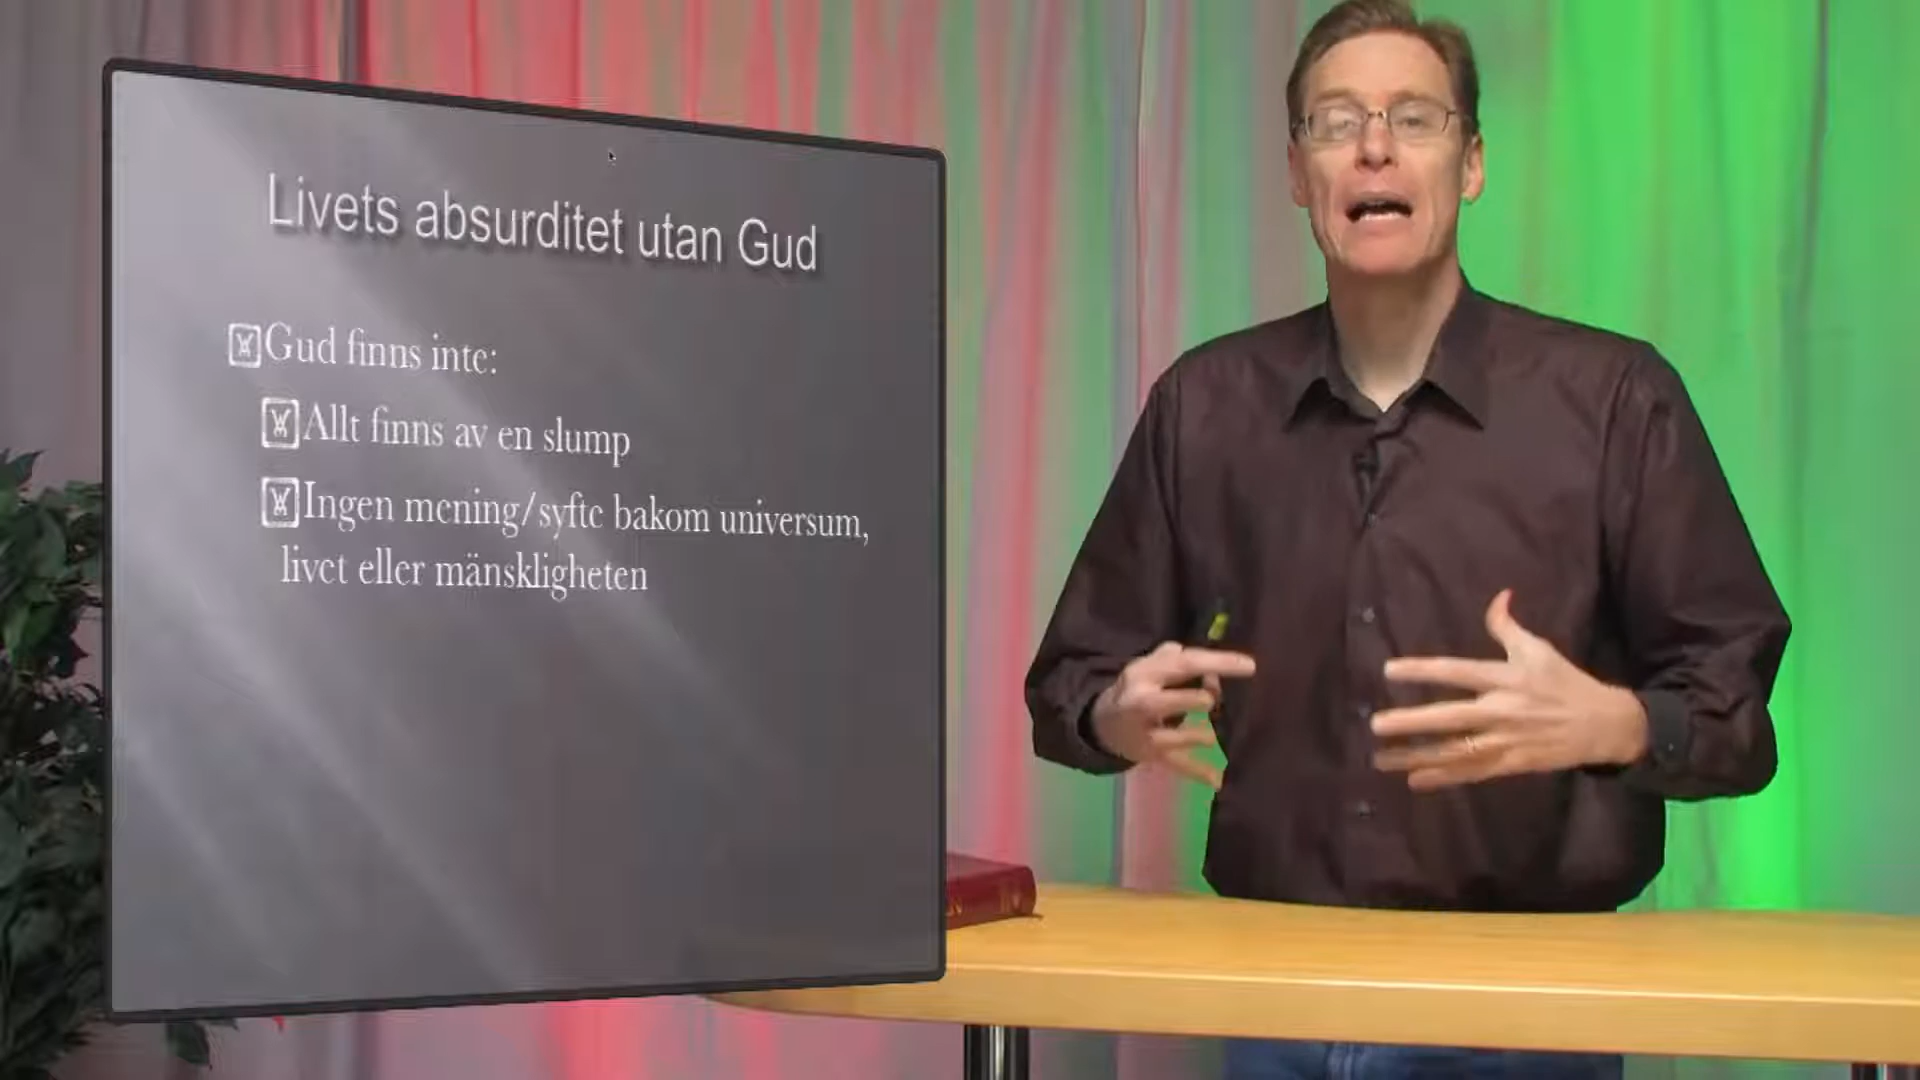 Livets absurditet utan Gud
Gud finns inte:
Allt finns av en slump
Ingen mening/syfte bakom universum,
livet eller mänskligheten